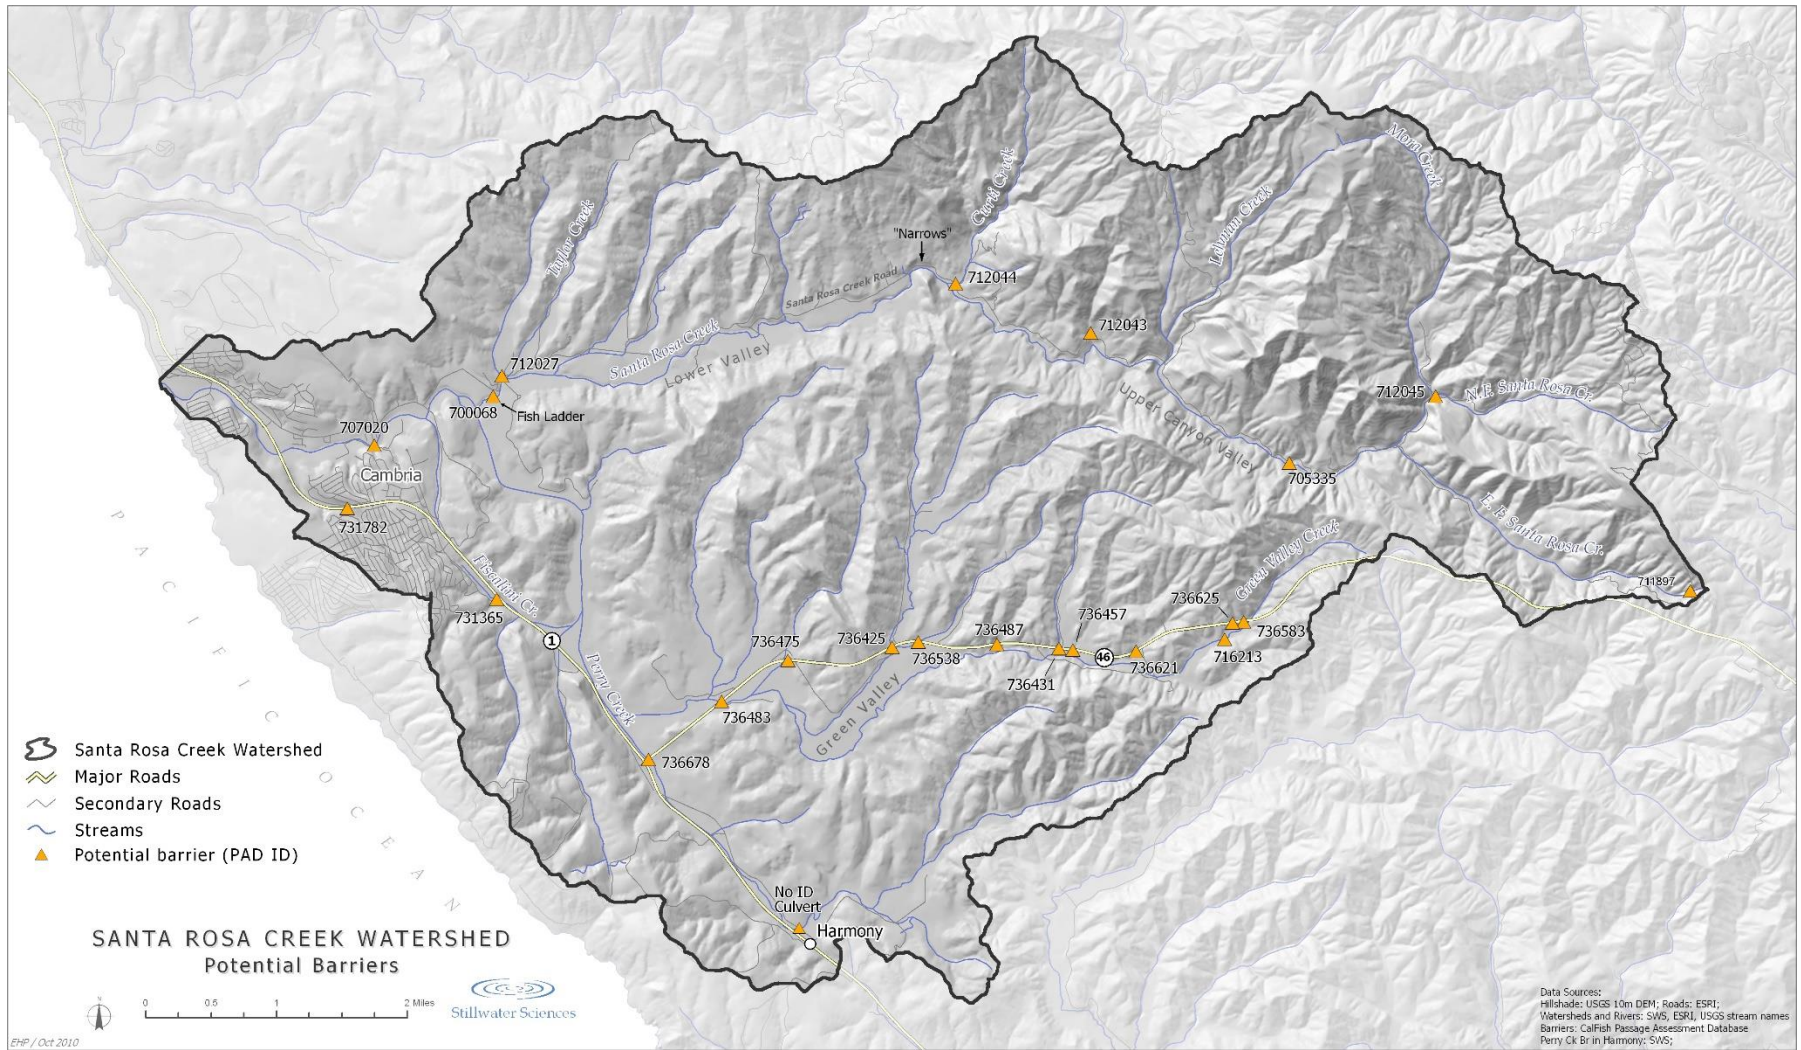 Mora Creek
Curti Creek
Lehman Creek
Taylor Creek
"Narrows"
Santa Rosa Creek Road
712044
712043
Santa Rosa Creek
Lower Valley
712027
700068
Fish Ladder
Upper Canyon Valley
712045
N.F. Santa Rosa Cr.
707020
Cambria
705335
731782
E. F. Santa Rosa Cr.
Green Valley Creek
Fiscalini Cr.
731365
711897
736625
736457
736583
1
736475
736425
736487
736538
46
716213
736621
736431
Perry Creek
736483
Green Valley
736678
PACIFIC OCEAN
Santa Rosa Creek Watershed
Major Roads
Secondary Roads
Streams
Potential barrier (PAD ID)
No ID
Culvert
Harmony
SANTA ROSA CREEK WATERSHED
Potential Barriers
N
0 0.5 1 2 Miles
Stillwater Sciences
EHP / Oct 2010
Data Sources:
Hillshade: USGS 10m DEM; Roads: ESRI;
Watersheds and Rivers: SWS, ESRI, USGS stream names
Barriers: CalFish Passage Assessment Database
Perry Ck Br in Harmony: SWS;